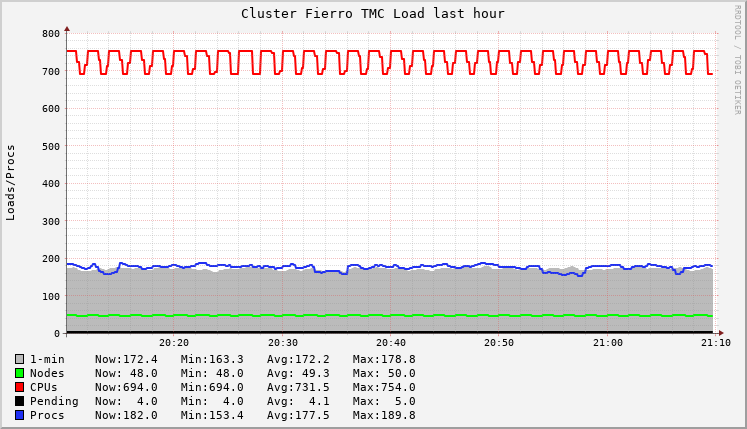 Cluster Fierro TMC Load last hour
RRDTOOL / TOBI OETIKER
Loads/Procs
800
700
600
500
400
300
200
100
0
20:20 20:30 20:40 20:50 21:00 21:10
1-min Now:172.4 Min:163.3 Avg:172.2 Max:178.8
Nodes Now: 48.0 Min: 48.0 Avg: 49.3 Max: 50.0
CPUs Now:694.0 Min:694.0 Avg:731.5 Max:754.0
Pending Now: 4.0 Min: 4.0 Avg: 4.1 Max: 5.0
Procs Now:182.0 Min:153.4 Avg:177.5 Max:189.8